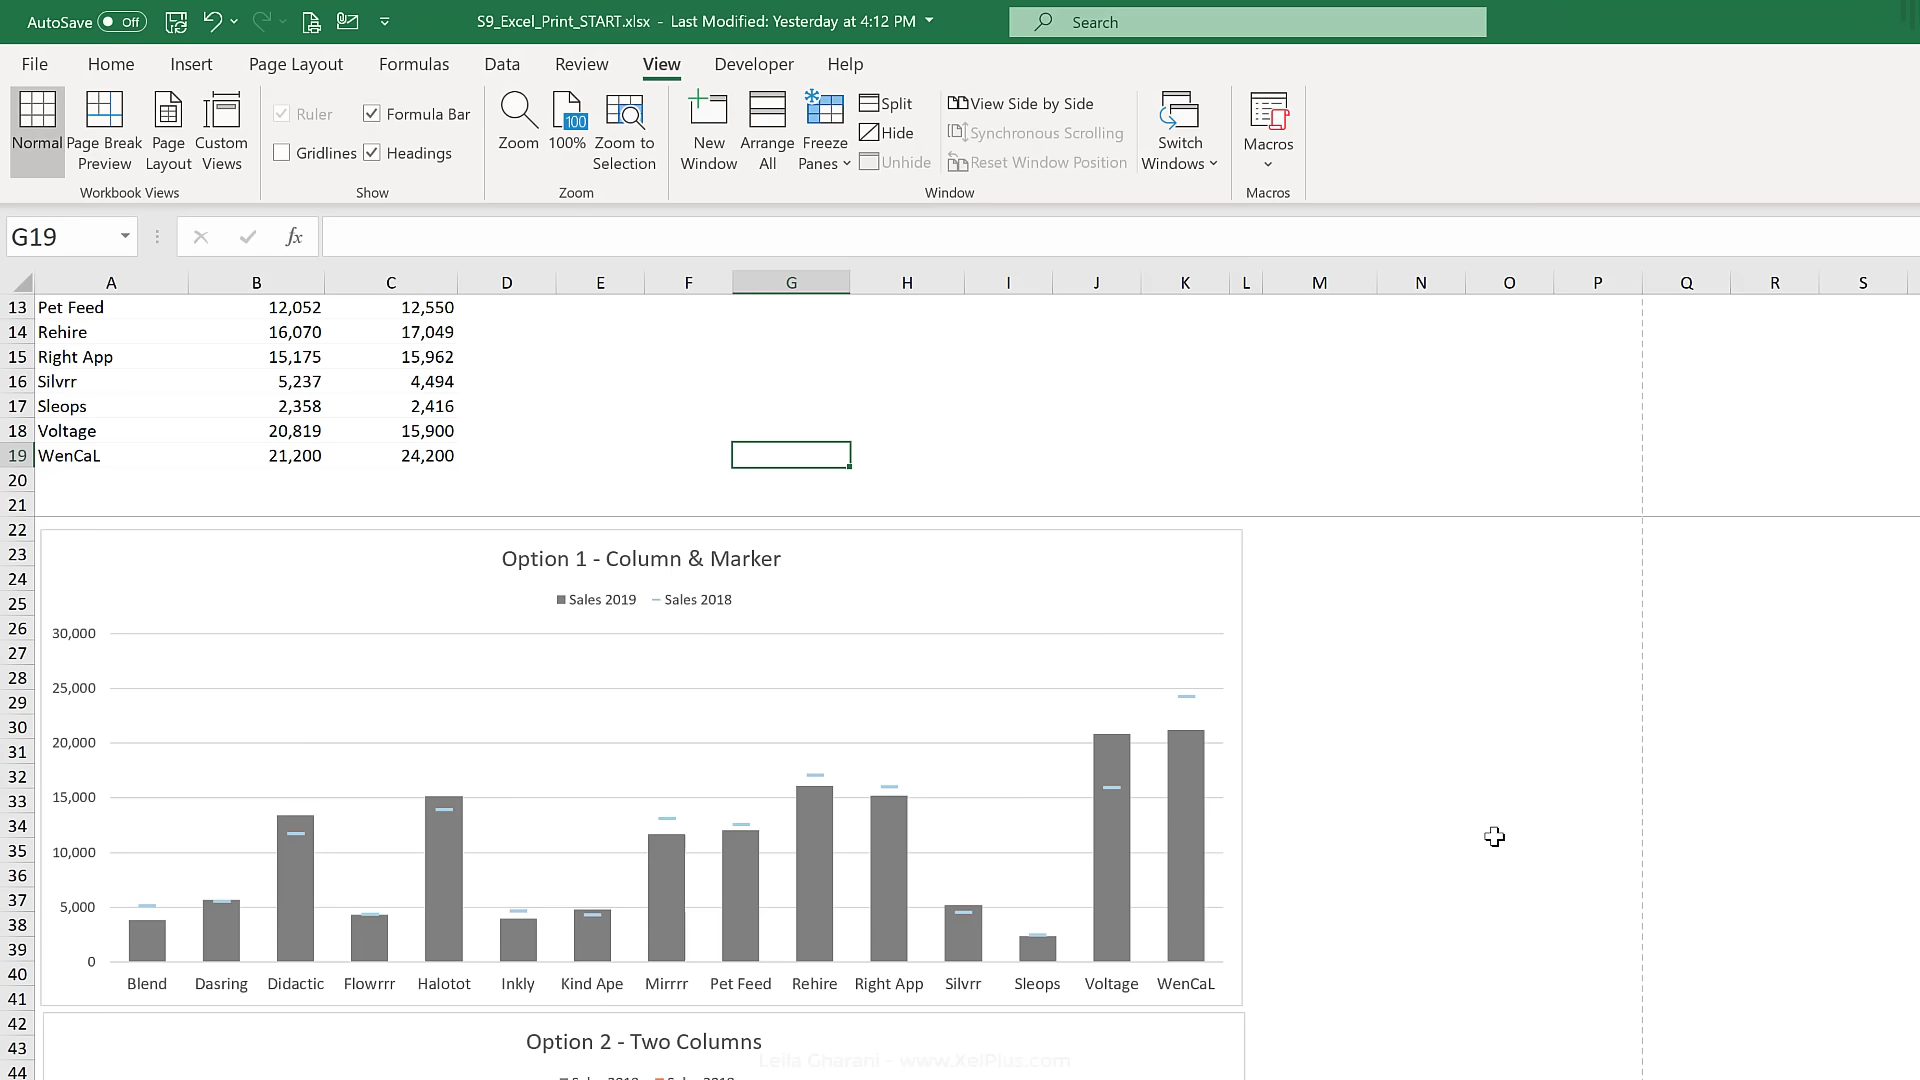 AutoSave Off S9_Excel_Print_START.xlsx - Last Modified: Yesterday at 4:12 PM Search
File Home Insert Page Layout Formulas Data Review View Developer Help
Normal Page Break Preview Page Layout Custom Views
Workbook Views
Ruler Formula Bar
Gridlines Headings
Show
Zoom 100 100% Zoom to Selection
Zoom
New Window Arrange All Freeze Panes
Split
Hide
Unhide
View Side by Side
Synchronous Scrolling
Reset Window Position
Switch Windows
Window
Macros
Macros
G19 fx
A B C D E F G H I J K L M N O P Q R S
13 Pet Feed 12,052 12,550
14 Rehire 16,070 17,049
15 Right App 15,175 15,962
16 Silvrr 5,237 4,494
17 Sleops 2,358 2,416
18 Voltage 20,819 15,900
19 WenCaL 21,200 24,200
20
21
22
23
24
25
26
27
28
29
30
31
32
33
34
35
36
37
38
39
40
41
42
43
44
Option 1 - Column & Marker
Sales 2019 Sales 2018
30,000
25,000
20,000
15,000
10,000
5,000
0
Blend Dasring Didactic Flowrrr Halotot Inkly Kind Ape Mirrrr Pet Feed Rehire Right App Silvrr Sleops Voltage WenCaL
Option 2 - Two Columns
Leila Gharani - www.XelPlus.com